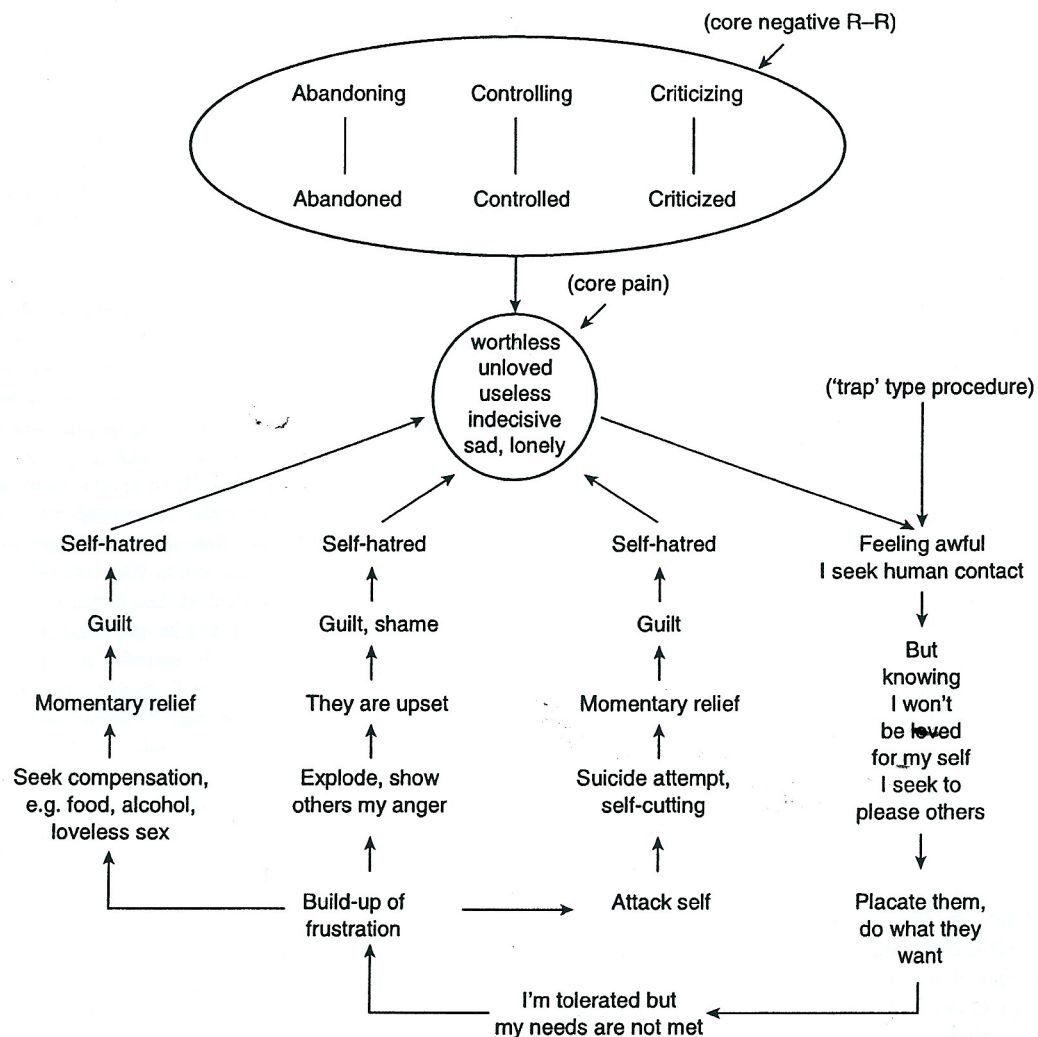 (core negative R–R)
Abandoning
Controlling
Criticizing
Abandoned
Controlled
Criticized
(core pain)
worthless
unloved
useless
indecisive
sad, lonely
('trap' type procedure)
Self-hatred
Self-hatred
Self-hatred
Feeling awful
I seek human contact
Guilt
Guilt, shame
Guilt
But
knowing
I won't
be loved
for my self
I seek to
please others
Momentary relief
They are upset
Momentary relief
Seek compensation,
e.g. food, alcohol,
loveless sex
Explode, show
others my anger
Suicide attempt,
self-cutting
Build-up of
frustration
Attack self
Placate them,
do what they
want
I'm tolerated but
my needs are not met